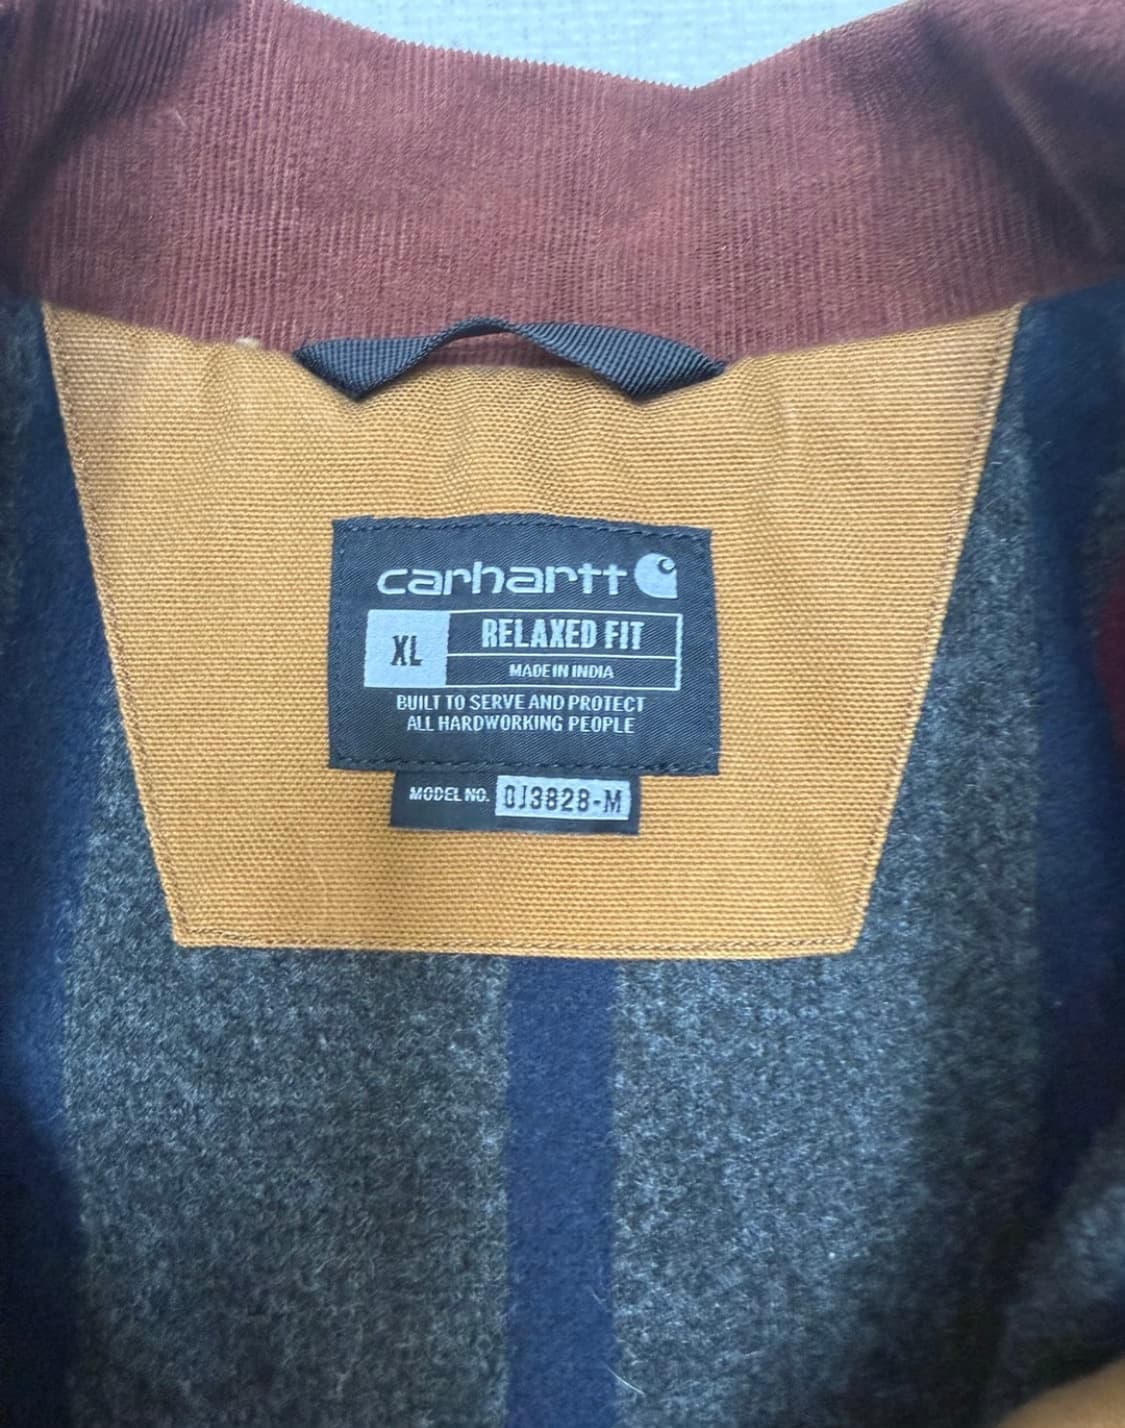 carhartt
XL
RELAXED FIT
MADE IN INDIA
BUILT TO SERVE AND PROTECT
ALL HARDWORKING PEOPLE
MODEL NO. OJ3828-M